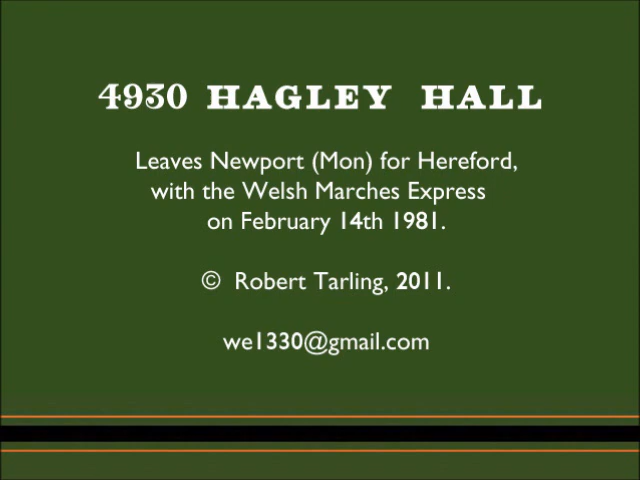 4930 HAGLEY HALL
Leaves Newport (Mon) for Hereford,
with the Welsh Marches Express
on February 14th 1981.
© Robert Tarling, 2011.
we1330@gmail.com